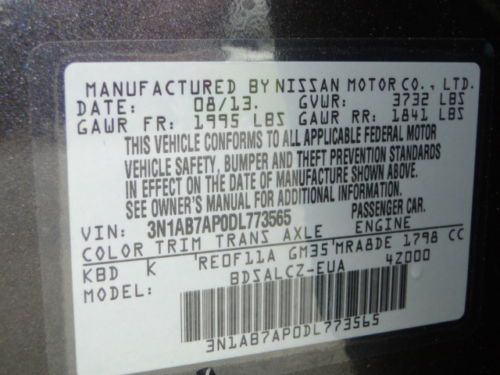 MANUFACTURED BY NISSAN MOTOR CO., LTD.
DATE: 08/13. GVWR: 3732 LBS
GAWR FR: 1995 LBS GAWR RR: 1841 LBS
THIS VEHICLE CONFORMS TO ALL APPLICABLE FEDERAL MOTOR
VEHICLE SAFETY, BUMPER AND THEFT PREVENTION STANDARDS
IN EFFECT ON THE DATE OF MANUFACTURE SHOWN ABOVE.
SEE OWNER'S MANUAL FOR ADDITIONAL INFORMATION.
VIN: 3N1AB7AP0DL773565 PASSENGER CAR.
COLOR TRIM TRANS AXLE ENGINE
KBD K 'RE0F11A GM35'MRA8DE 1798 CC
MODEL: BDSALCZ-EUA 4Z000
3N1AB7AP0DL773565